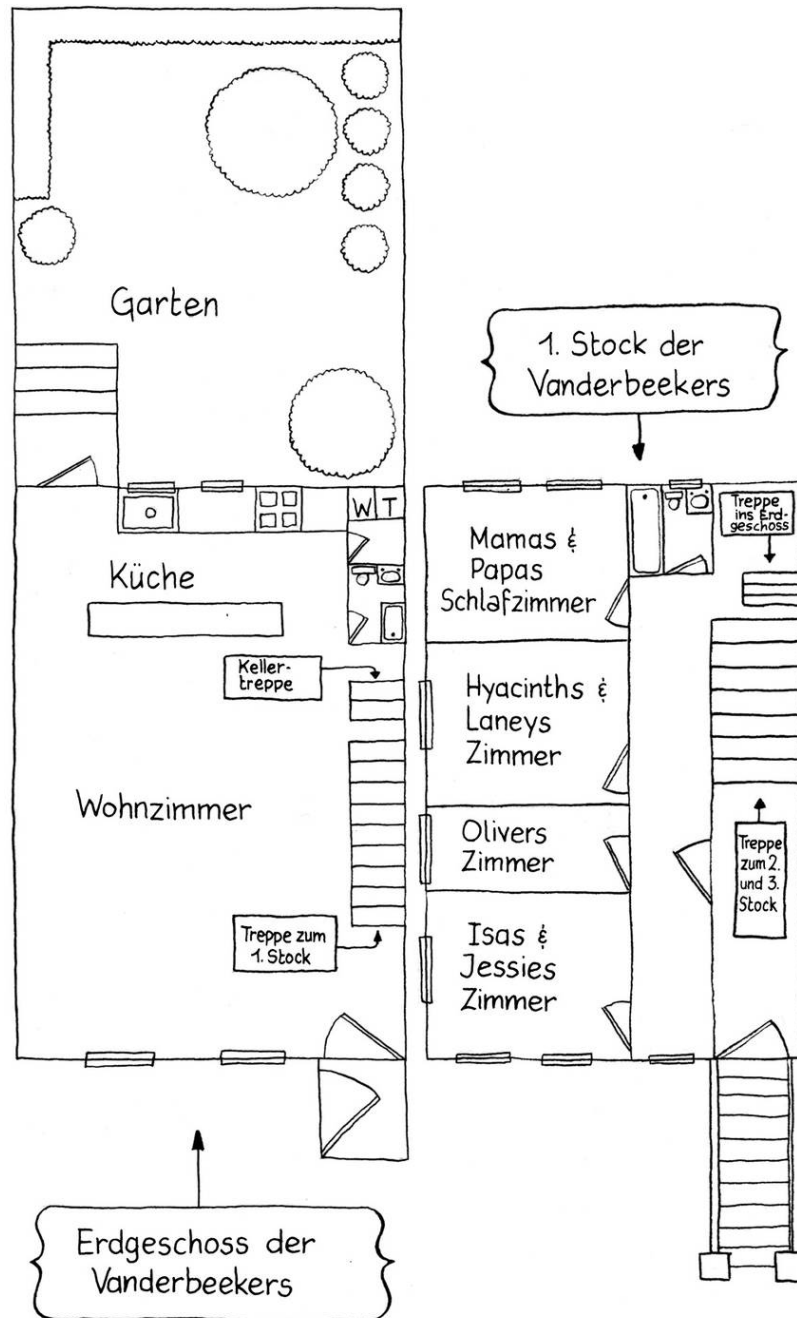 Garten
1. Stock der
Vanderbeekers
W T
Küche
Keller-
treppe
Wohnzimmer
Treppe zum
1. Stock
Erdgeschoss der
Vanderbeekers
Mamas &
Papas
Schlafzimmer
Treppe
ins Erd-
geschoss
Hyacinths &
Laneys
Zimmer
Olivers
Zimmer
Treppe
zum 2.
und 3.
Stock
Isas &
Jessies
Zimmer